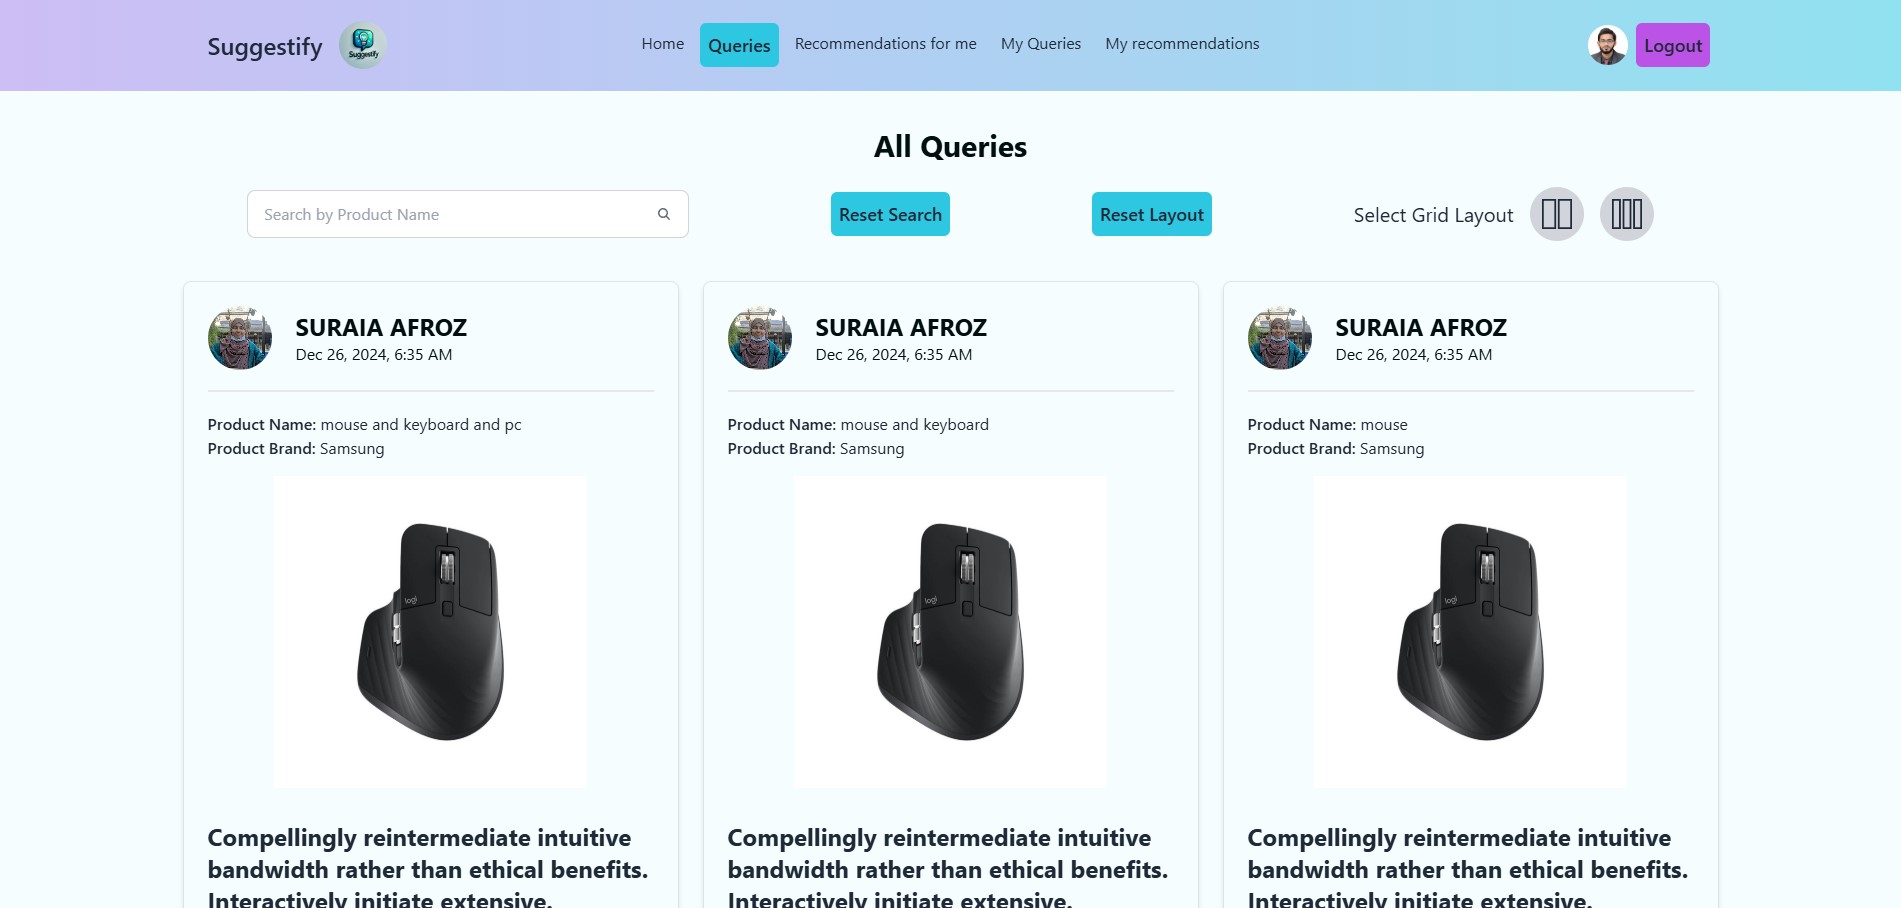 Suggestify
Suggestify
Home
Queries
Recommendations for me
My Queries
My recommendations
Logout
All Queries
Search by Product Name
Reset Search
Reset Layout
Select Grid Layout
SURAIA AFROZ
Dec 26, 2024, 6:35 AM
Product Name: mouse and keyboard and pc
Product Brand: Samsung
logi
Compellingly reintermediate intuitive
bandwidth rather than ethical benefits.
Interactively initiate extensive.
SURAIA AFROZ
Dec 26, 2024, 6:35 AM
Product Name: mouse and keyboard
Product Brand: Samsung
logi
Compellingly reintermediate intuitive
bandwidth rather than ethical benefits.
Interactively initiate extensive.
SURAIA AFROZ
Dec 26, 2024, 6:35 AM
Product Name: mouse
Product Brand: Samsung
logi
Compellingly reintermediate intuitive
bandwidth rather than ethical benefits.
Interactively initiate extensive.